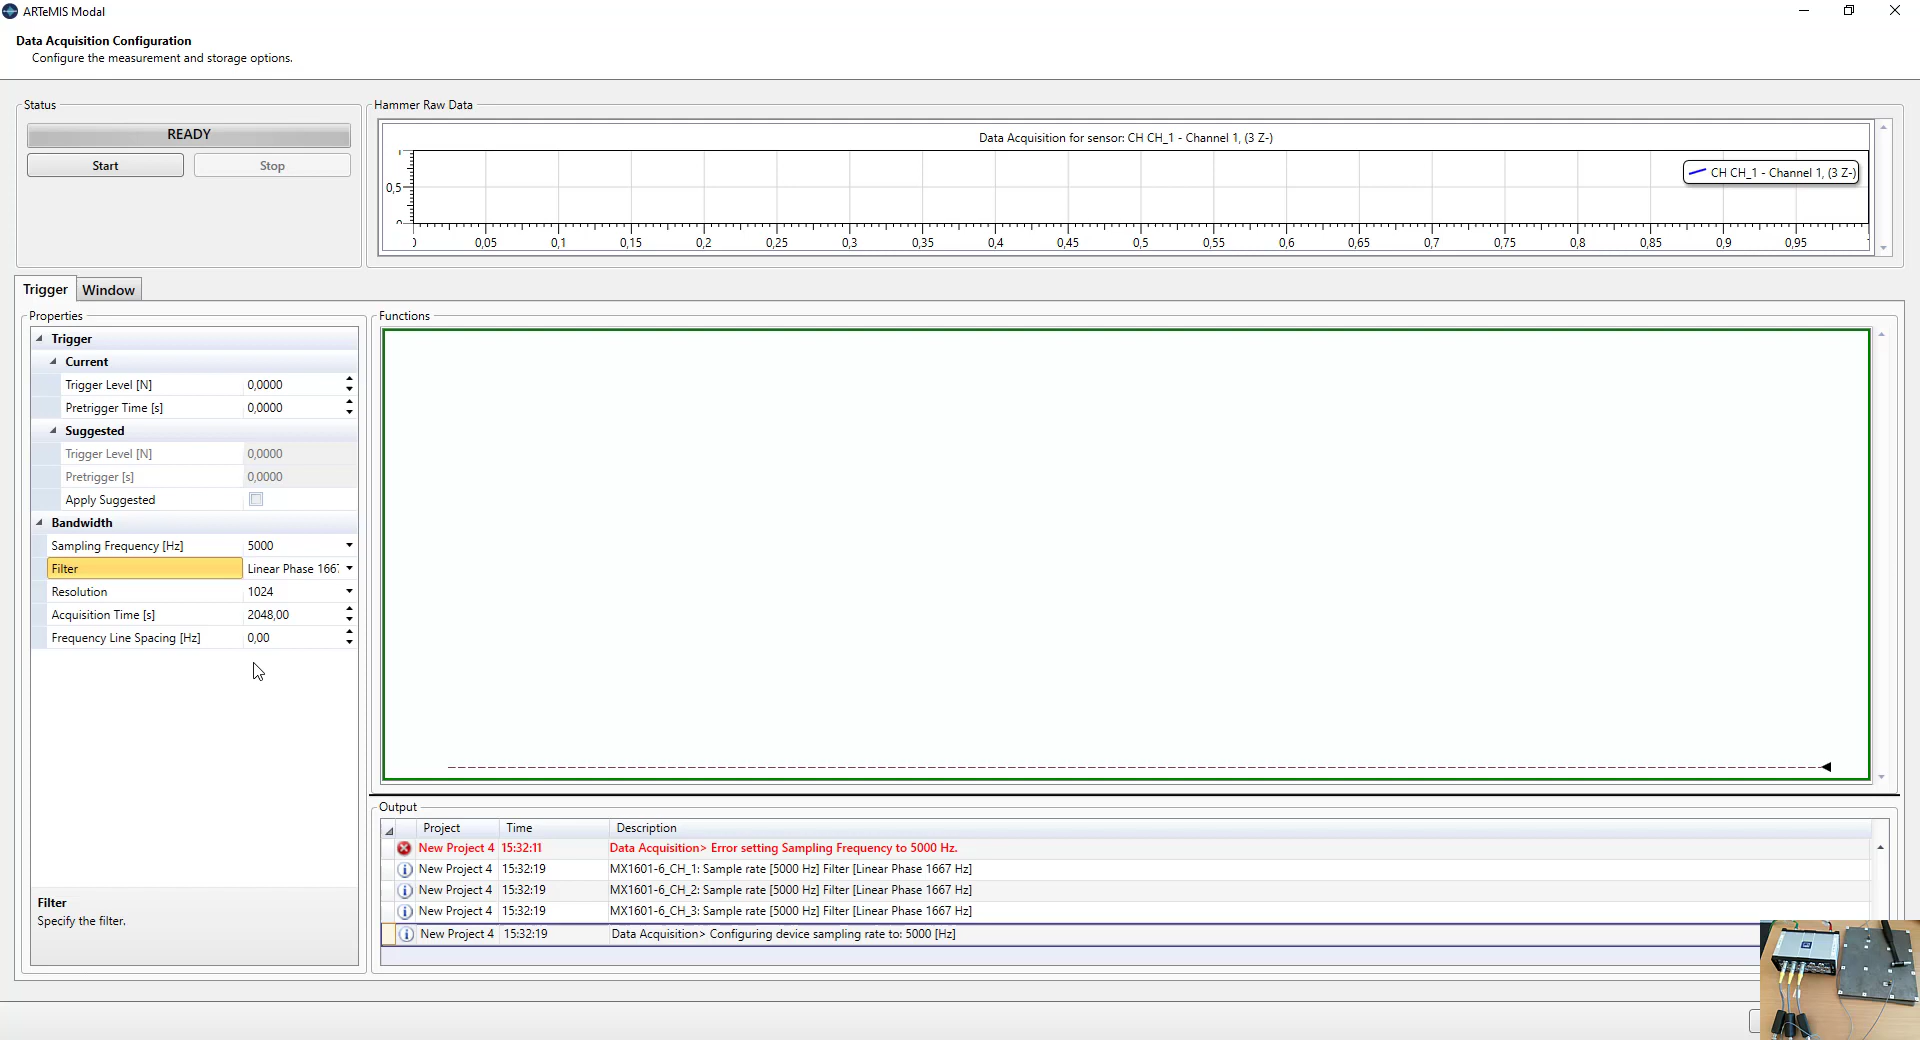 ARTeMIS Modal
Data Acquisition Configuration
Configure the measurement and storage options.
Status
READY
Start
Stop
Hammer Raw Data
Data Acquisition for sensor: CH CH_1 - Channel 1, (3 Z-)
CH CH_1 - Channel 1, (3 Z-)
0,5
0,05 0,1 0,15 0,2 0,25 0,3 0,35 0,4 0,45 0,5 0,55 0,6 0,65 0,7 0,75 0,8 0,85 0,9 0,95
Trigger
Window
Properties
Trigger
Current
Trigger Level [N] 0,0000
Pretrigger Time [s] 0,0000
Suggested
Trigger Level [N] 0,0000
Pretrigger [s] 0,0000
Apply Suggested
Bandwidth
Sampling Frequency [Hz] 5000
Filter Linear Phase 166
Resolution 1024
Acquisition Time [s] 2048,00
Frequency Line Spacing [Hz] 0,00
Filter
Specify the filter.
Functions
Output
Project Time Description
New Project 4 15:32:11 Data Acquisition> Error setting Sampling Frequency to 5000 Hz.
New Project 4 15:32:19 MX1601-6_CH_1: Sample rate [5000 Hz] Filter [Linear Phase 1667 Hz]
New Project 4 15:32:19 MX1601-6_CH_2: Sample rate [5000 Hz] Filter [Linear Phase 1667 Hz]
New Project 4 15:32:19 MX1601-6_CH_3: Sample rate [5000 Hz] Filter [Linear Phase 1667 Hz]
New Project 4 15:32:19 Data Acquisition> Configuring device sampling rate to: 5000 [Hz]